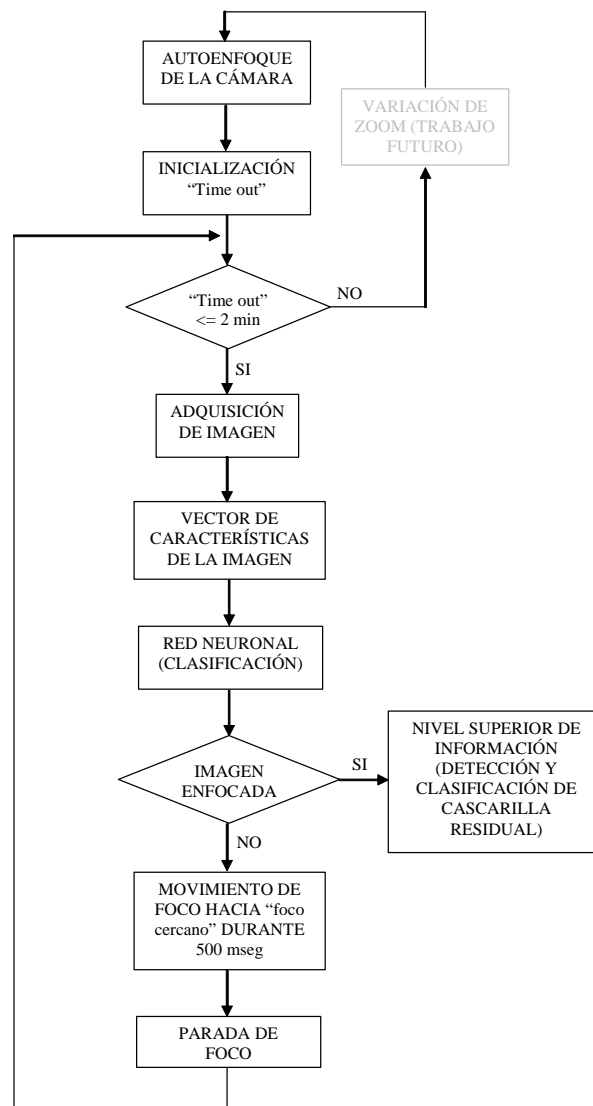 AUTOENFOQUE
DE LA CÁMARA
VARIACIÓN DE
ZOOM (TRABAJO
FUTURO)
INICIALIZACIÓN
“Time out”
“Time out”
<= 2 min
NO
SI
ADQUISICIÓN
DE IMAGEN
VECTOR DE
CARACTERÍSTICAS
DE LA IMAGEN
RED NEURONAL
(CLASIFICACIÓN)
IMAGEN
ENFOCADA
SI
NIVEL SUPERIOR DE
INFORMACIÓN
(DETECCIÓN Y
CLASIFICACIÓN DE
CASCARILLA
RESIDUAL)
NO
MOVIMIENTO DE
FOCO HACIA “foco
cercano” DURANTE
500 mseg
PARADA DE
FOCO